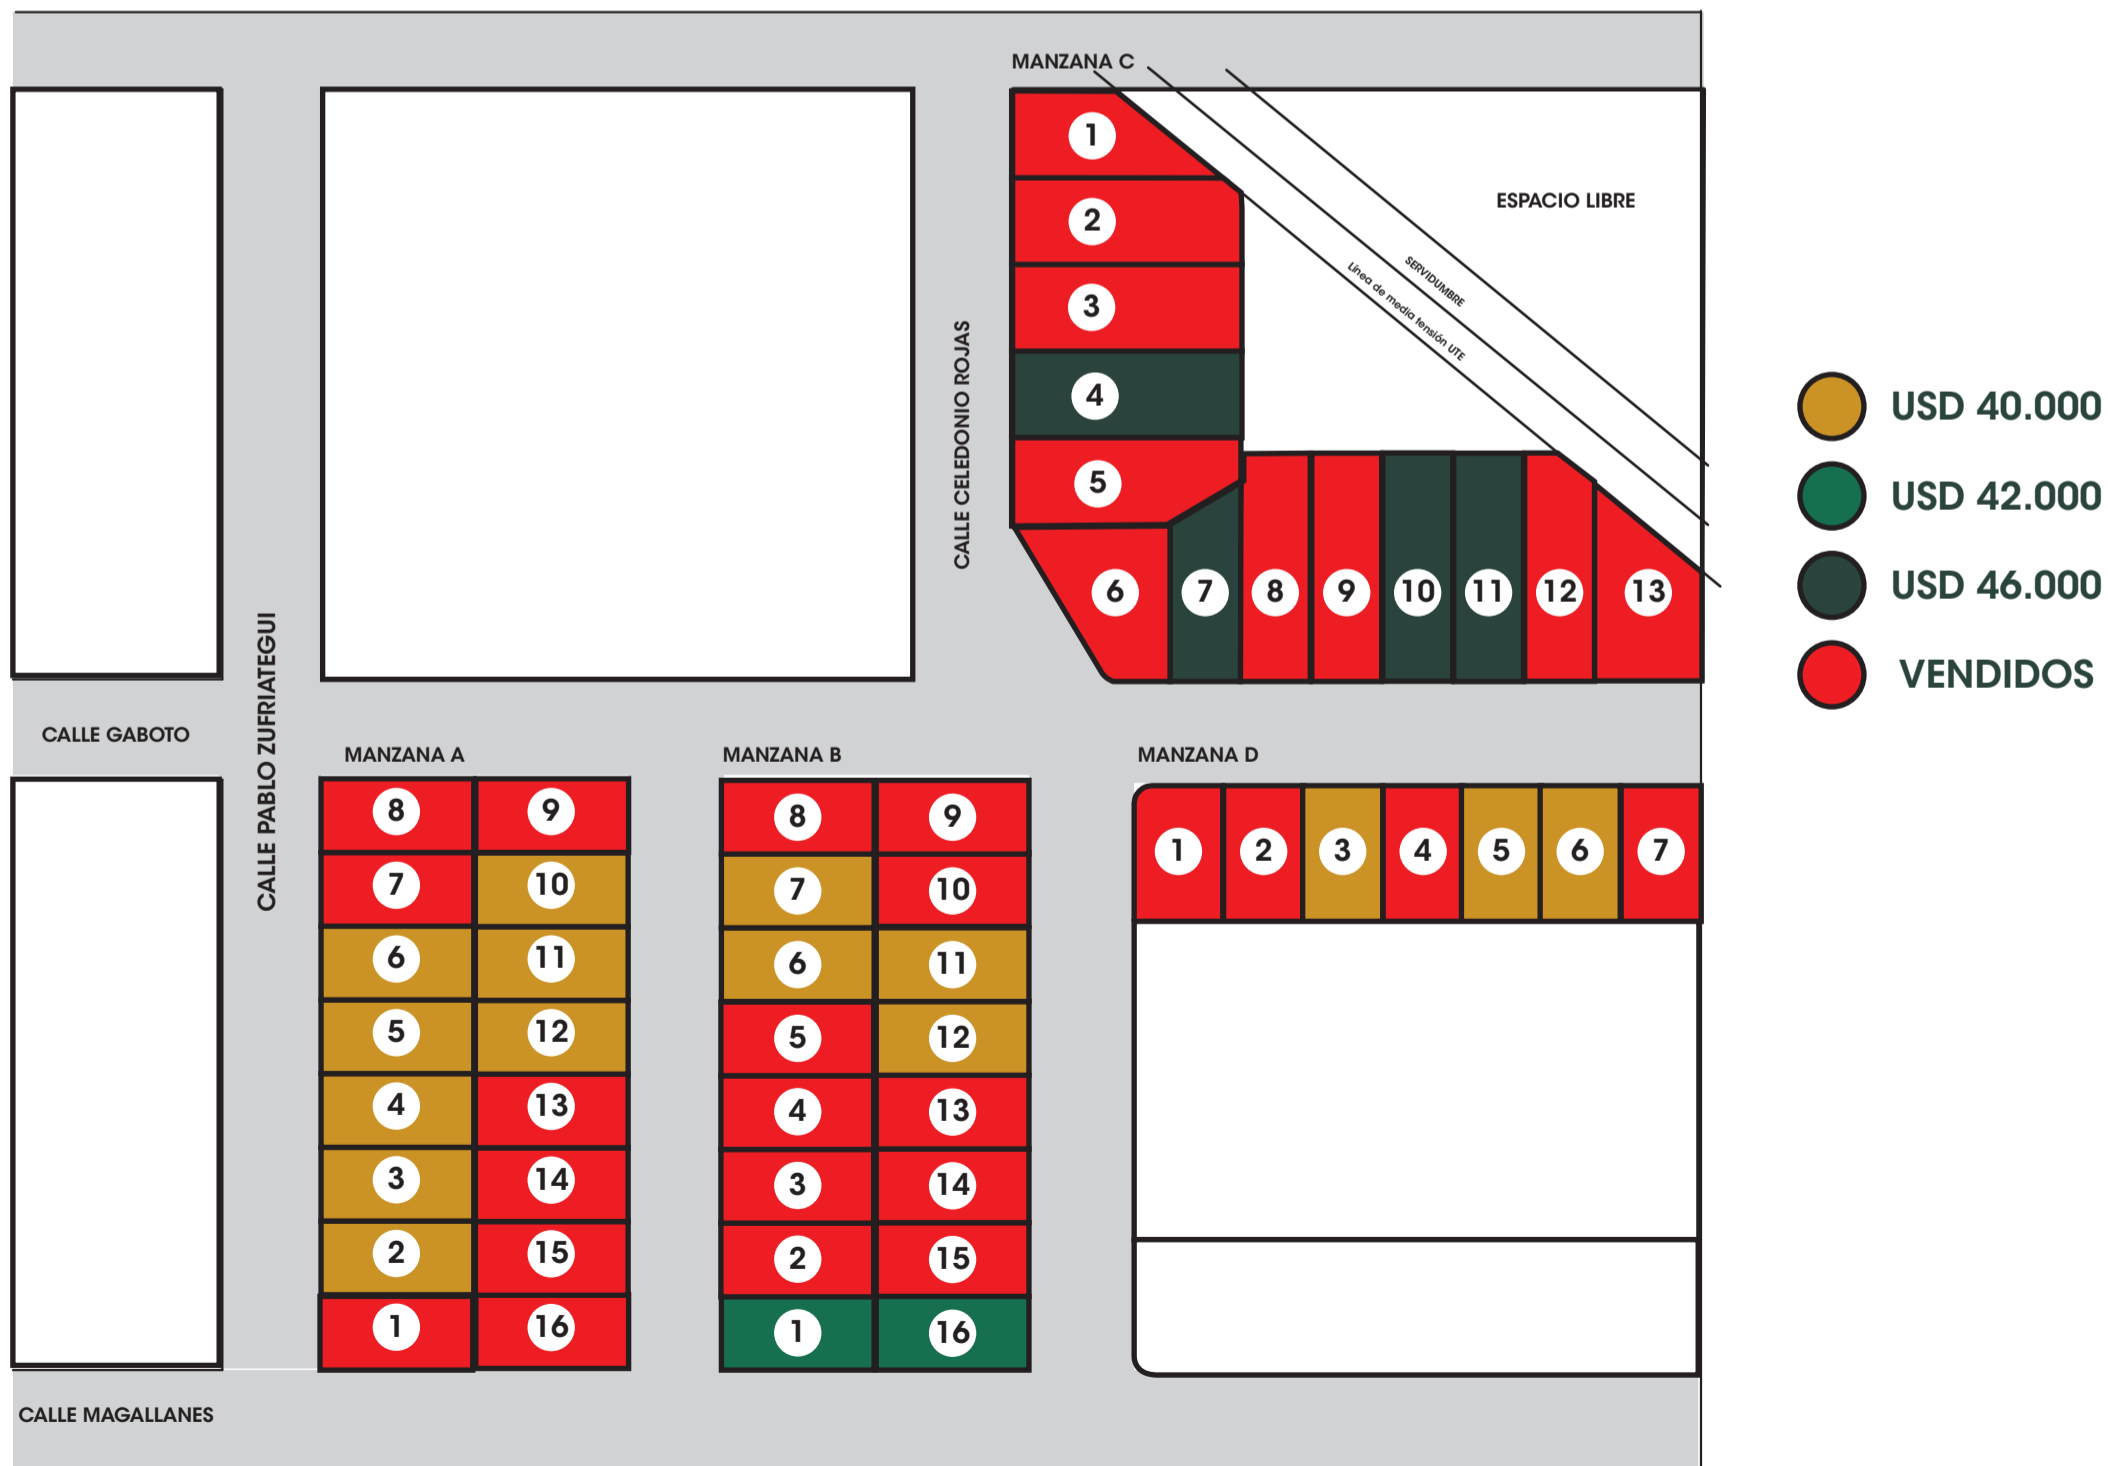 MANZANA C
1
2
3
4
5
6
7
8
9
10
11
12
13
ESPACIO LIBRE
SERVIDUMBRE
Línea de media tensión UTE
CALLE CELEDONIO ROJAS
CALLE PABLO ZUFRIATEGUI
CALLE GABOTO
USD 40.000
USD 42.000
USD 46.000
VENDIDOS
MANZANA A
8 9
7 10
6 11
5 12
4 13
3 14
2 15
1 16
MANZANA B
8 9
7 10
6 11
5 12
4 13
3 14
2 15
1 16
MANZANA D
1 2 3 4 5 6 7
CALLE MAGALLANES